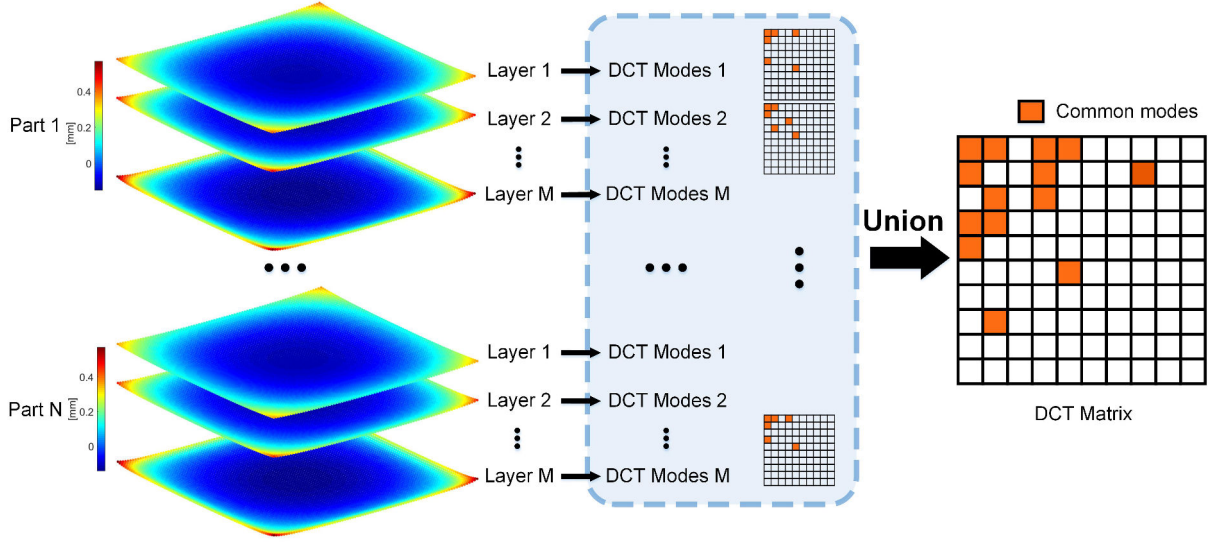 Part 1
0.4
0.2
0
[mm]
Layer 1
DCT Modes 1
Layer 2
DCT Modes 2
Layer M
DCT Modes M
Union
Common modes
DCT Matrix
Part N
0.4
0.2
0
[mm]
Layer 1
DCT Modes 1
Layer 2
DCT Modes 2
Layer M
DCT Modes M